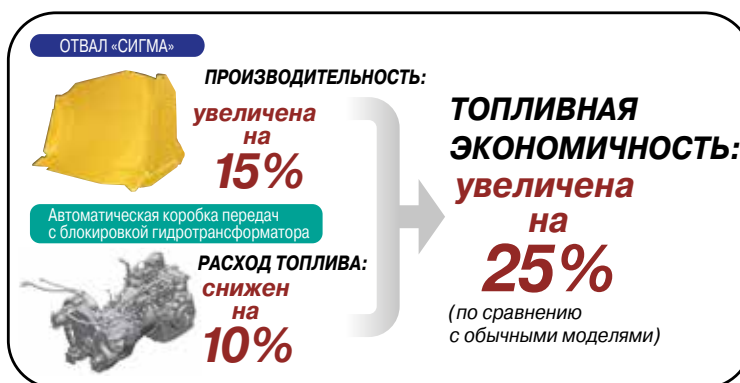 ОТВАЛ «СИГМА»
ПРОИЗВОДИТЕЛЬНОСТЬ:
увеличена
на
15%
Автоматическая коробка передач
с блокировкой гидротрансформатора
РАСХОД ТОПЛИВА:
снижен
на
10%
ТОПЛИВНАЯ
ЭКОНОМИЧНОСТЬ:
увеличена
на
25%
(по сравнению
с обычными моделями)